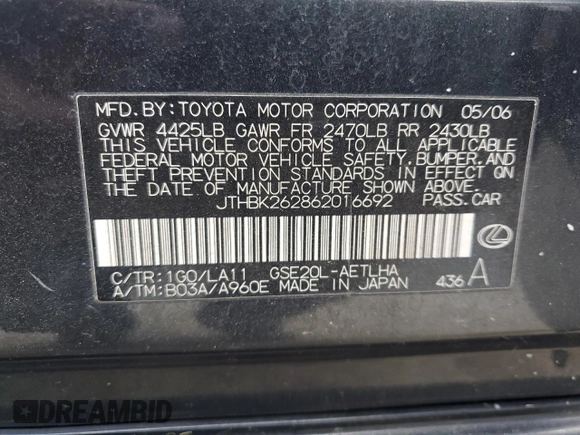 MFD.BY:TOYOTA MOTOR CORPORATION 05/06
GVWR 4425LB GAWR FR 2470LB RR 2430LB
THIS VEHICLE CONFORMS TO ALL APPLICABLE
FEDERAL MOTOR VEHICLE SAFETY,BUMPER,AND
THEFT PREVENTION STANDARDS IN EFFECT ON
THE DATE OF MANUFACTURE SHOWN ABOVE.
JTHBK262862016692 PASS.CAR
C/TR:1G0/LA11 GSE20L-AETLHA
A/TM:B03A/A960E MADE IN JAPAN 436 A
DREAMBID